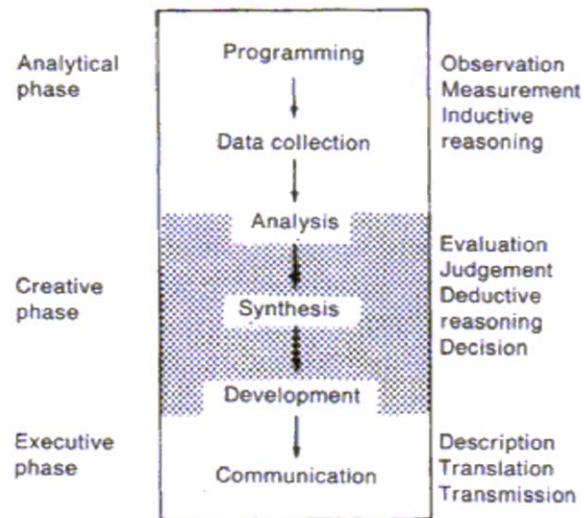 Analytical
phase
Programming
Observation
Measurement
Inductive
reasoning
Data collection
Analysis
Creative
phase
Synthesis
Evaluation
Judgement
Deductive
reasoning
Decision
Development
Executive
phase
Communication
Description
Translation
Transmission